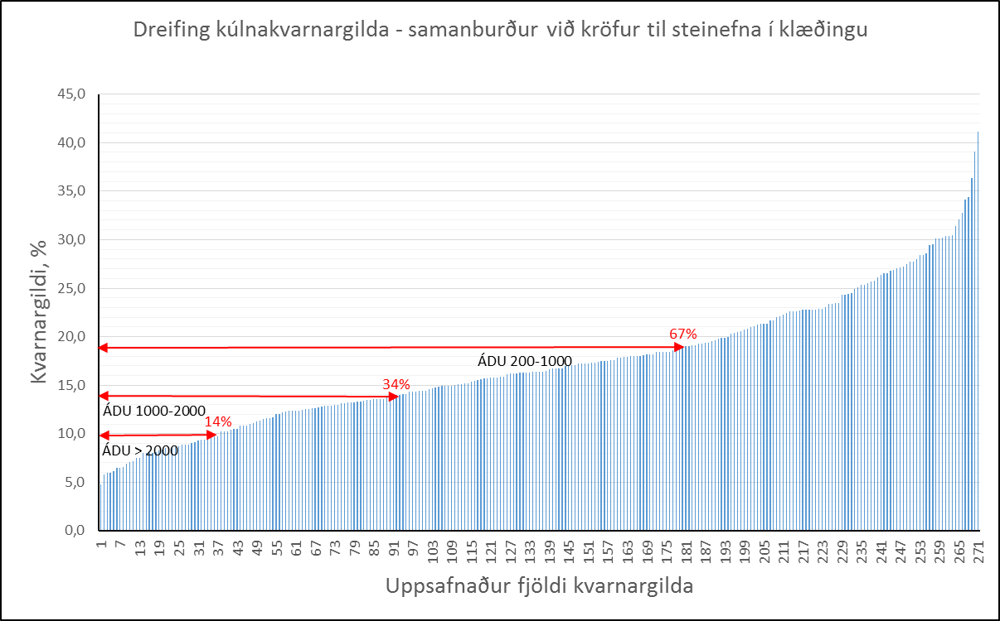 Dreifing kúlnakvarnargilda - samanburður við kröfur til steinefna í klæðingu
45,0
40,0
35,0
30,0
25,0
20,0
15,0
10,0
5,0
0,0
Kvarnargildi, %
67%
ÁDU 200-1000
34%
ÁDU 1000-2000
14%
ÁDU > 2000
1 7 13 19 25 31 37 43 49 55 61 67 73 79 85 91 97 103 109 115 121 127 133 139 145 151 157 163 169 175 181 187 193 199 205 211 217 223 229 235 241 247 253 259 265 271
Uppsafnaður fjöldi kvarnargilda